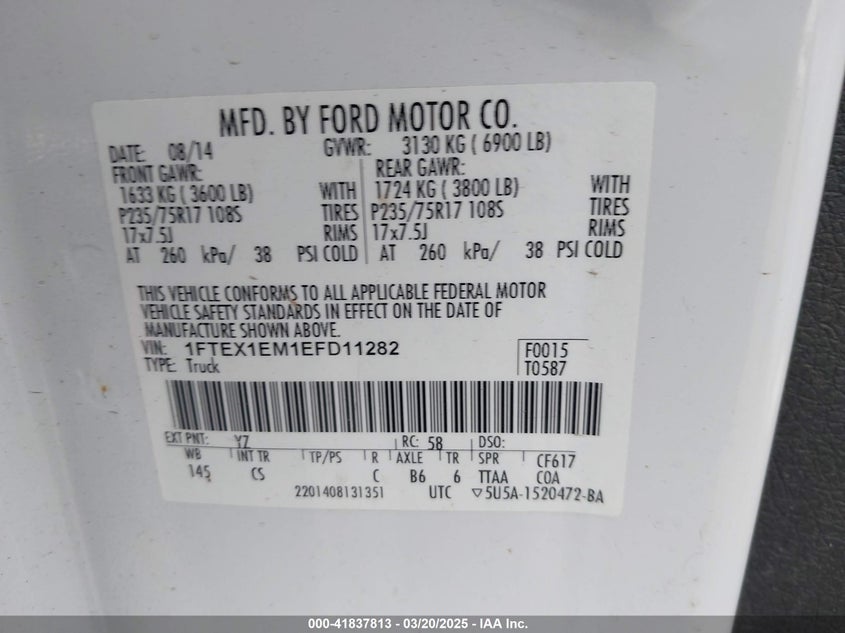 MFD. BY FORD MOTOR CO.
DATE: 08/14 GVWR: 3130 KG ( 6900 LB)
FRONT GAWR: REAR GAWR:
1633 KG ( 3600 LB) WITH 1724 KG ( 3800 LB) WITH
P235/75R17 108S TIRES P235/75R17 108S TIRES
17x7.5J RIMS 17x7.5J RIMS
AT 260 kPa/ 38 PSI COLD AT 260 kPa/ 38 PSI COLD
THIS VEHICLE CONFORMS TO ALL APPLICABLE FEDERAL MOTOR
VEHICLE SAFETY STANDARDS IN EFFECT ON THE DATE OF
MANUFACTURE SHOWN ABOVE.
VIN: 1FTEX1EM1EFD11282 F0015
TYPE: Truck T0587
EXT PNT: YZ RC: 58 DSO:
WB INT TR TP/PS R AXLE TR SPR CF617
145 CS C B6 6 TTAA COA
2201408131351 UTC ▽5U5A-1520472-BA
000-41837813 - 03/20/2025 - IAA Inc.